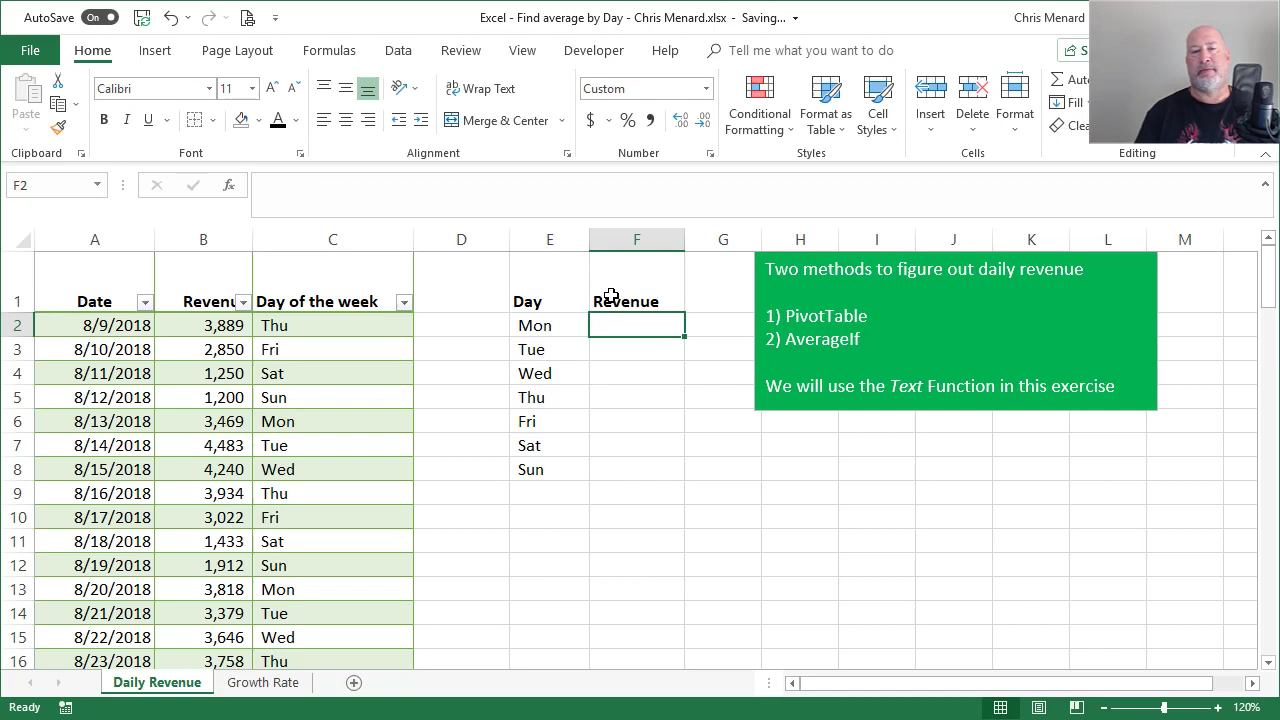 AutoSave On Excel - Find average by Day - Chris Menard.xlsx - Saving... Chris Menard
File Home Insert Draw Page Layout Formulas Data Review View Developer Help Tell me what you want to do
Calibri 11 Wrap Text Custom
Paste B I U Merge & Center $ % Conditional Formatting Format as Table Cell Styles Insert Delete Format Fill
Clipboard Font Alignment Number Styles Cells Editing
F2 fx
A B C D E F G H I J K L M
1 Date Revenu Day of the week Day Revenue
2 8/9/2018 3,889 Thu Mon
3 8/10/2018 2,850 Fri Tue
4 8/11/2018 1,250 Sat Wed
5 8/12/2018 1,200 Sun Thu
6 8/13/2018 3,469 Mon Fri
7 8/14/2018 4,483 Tue Sat
8 8/15/2018 4,240 Wed Sun
9 8/16/2018 3,934 Thu
10 8/17/2018 3,022 Fri
11 8/18/2018 1,433 Sat
12 8/19/2018 1,912 Sun
13 8/20/2018 3,818 Mon
14 8/21/2018 3,379 Tue
15 8/22/2018 3,646 Wed
16 8/23/2018 3,758 Thu
Two methods to figure out daily revenue
1) PivotTable
2) AverageIf
We will use the Text Function in this exercise
Daily Revenue Growth Rate
Ready 120%